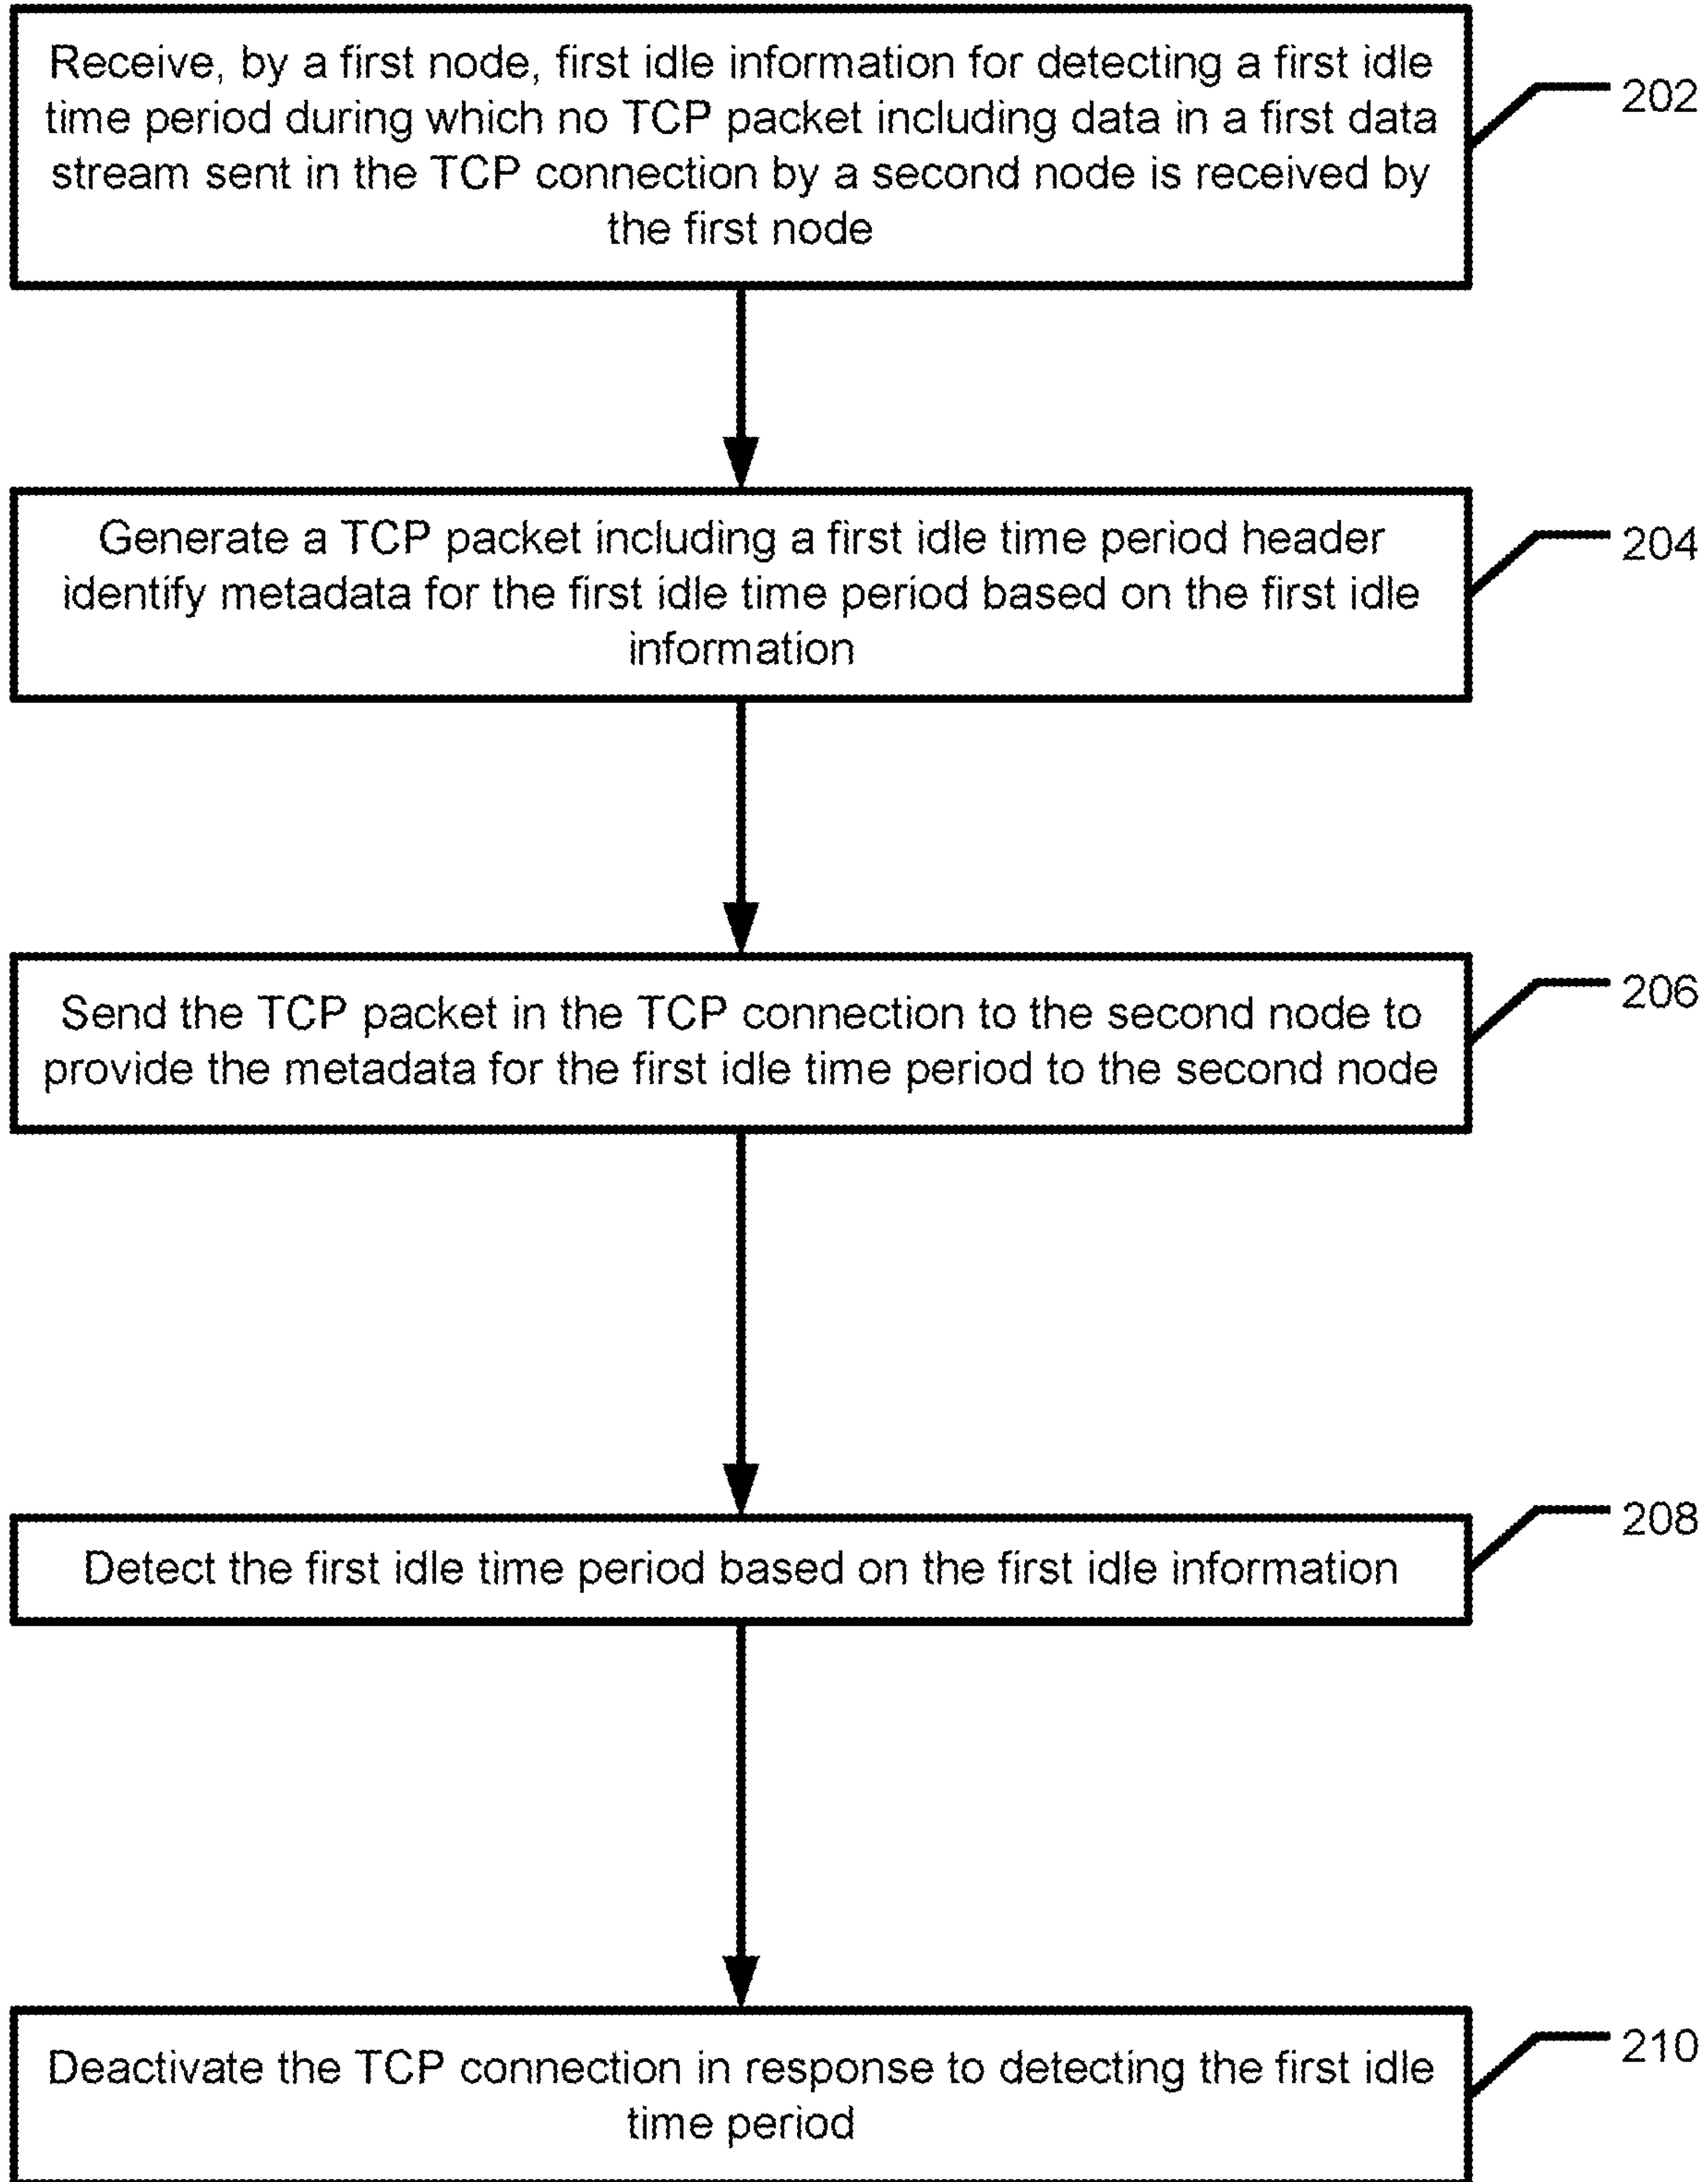 Receive, by a first node, first idle information for detecting a first idle
time period during which no TCP packet including data in a first data
stream sent in the TCP connection by a second node is received by
the first node
202
Generate a TCP packet including a first idle time period header
identify metadata for the first idle time period based on the first idle
information
204
Send the TCP packet in the TCP connection to the second node to
provide the metadata for the first idle time period to the second node
206
Detect the first idle time period based on the first idle information
208
Deactivate the TCP connection in response to detecting the first idle
time period
210